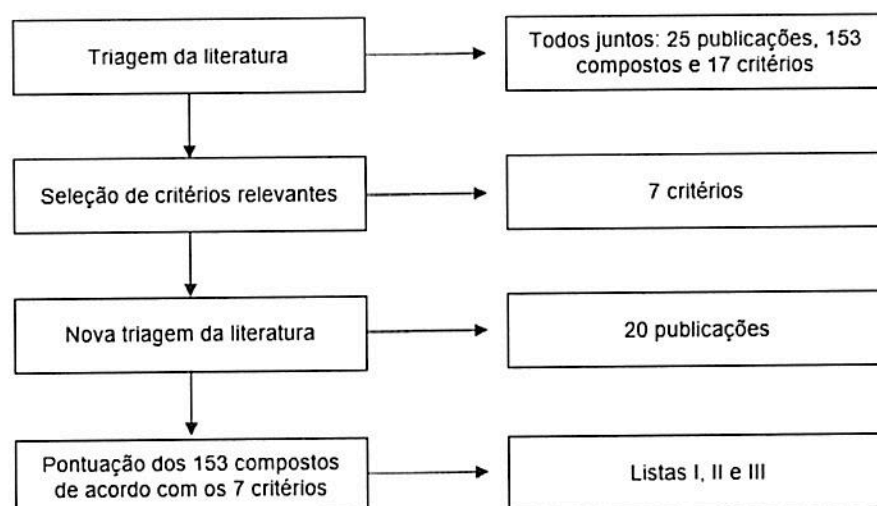 Triagem da literatura
Todos juntos: 25 publicações, 153
compostos e 17 critérios
Seleção de critérios relevantes
7 critérios
Nova triagem da literatura
20 publicações
Pontuação dos 153 compostos
de acordo com os 7 critérios
Listas I, II e III